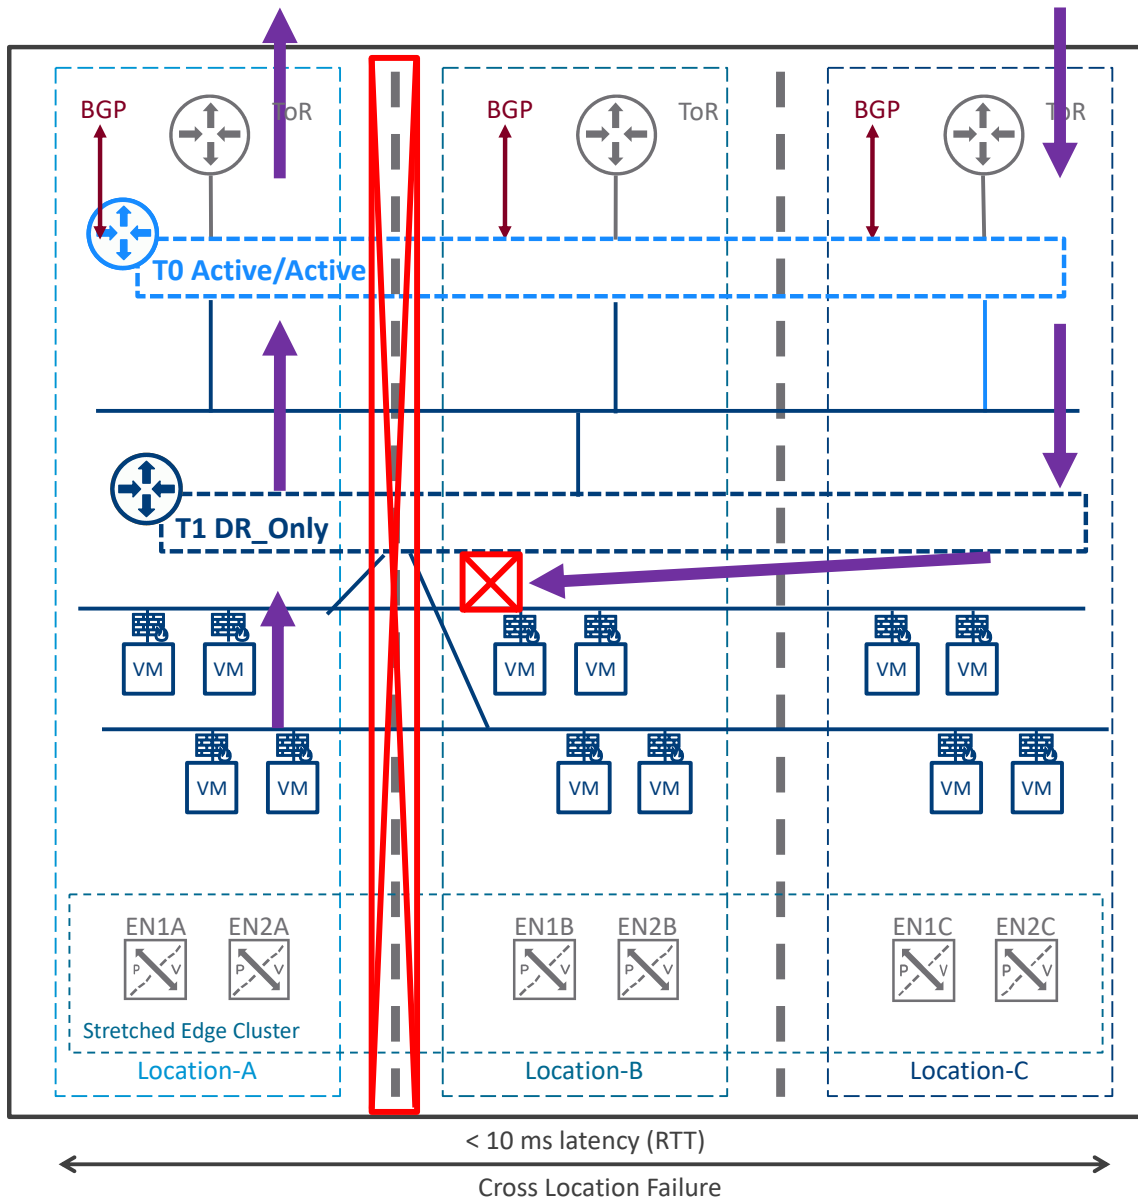 BGP
ToR
BGP
ToR
BGP
ToR
T0 Active/Active
T1 DR_Only
VM
VM
VM
VM
VM
VM
VM
VM
VM
VM
VM
VM
EN1A
EN2A
EN1B
EN2B
EN1C
EN2C
P
V
P
V
P
V
P
V
P
V
P
V
Stretched Edge Cluster
Location-A
Location-B
Location-C
< 10 ms latency (RTT)
Cross Location Failure